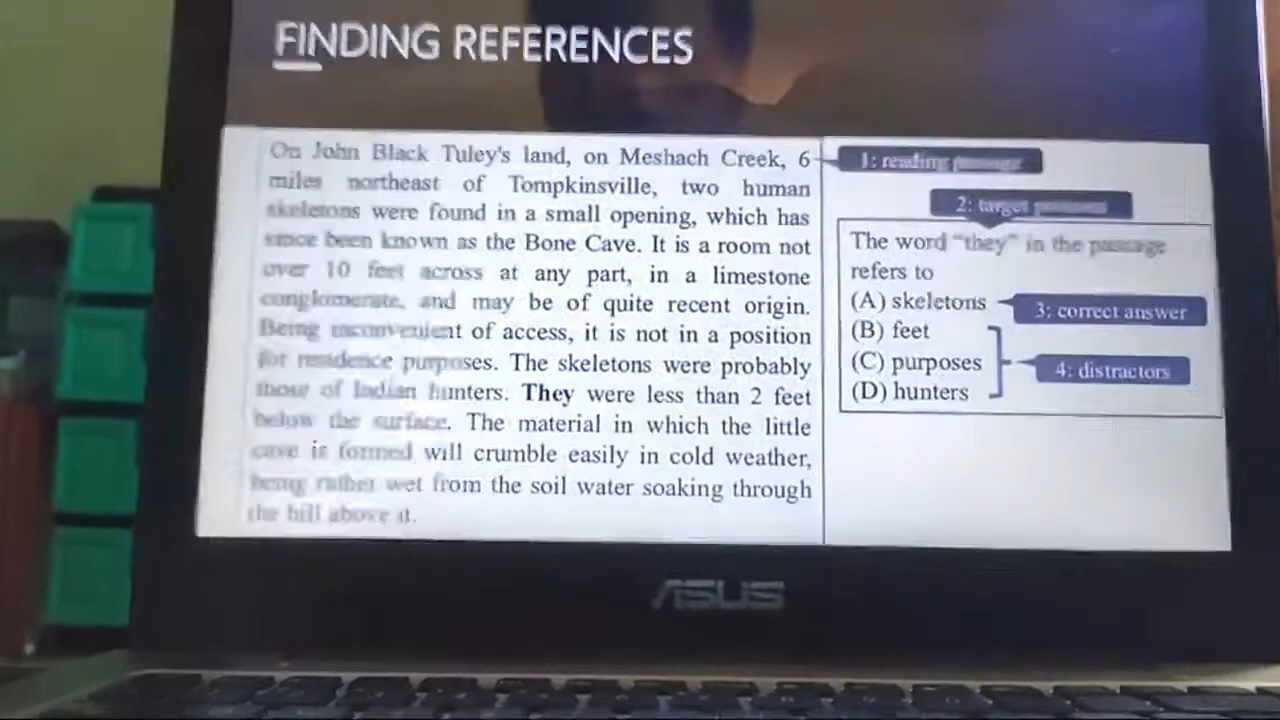 FINDING REFERENCES
On John Black Tuley's land, on Meshach Creek, 6
miles northeast of Tompkinsville, two human
skeletons were found in a small opening, which has
since been known as the Bone Cave. It is a room not
over 10 feet across at any part, in a limestone
conglomerate, and may be of quite recent origin.
Being inconvenient of access, it is not in a position
for residence purposes. The skeletons were probably
those of Indian hunters. They were less than 2 feet
below the surface. The material in which the little
cave is formed will crumble easily in cold weather,
being rather wet from the soil water soaking through
the hill above it.
1: reading passage
2: target pronoun
The word "they" in the passage
refers to
(A) skeletons
3: correct answer
(B) feet
(C) purposes
4: distractors
(D) hunters
ASUS